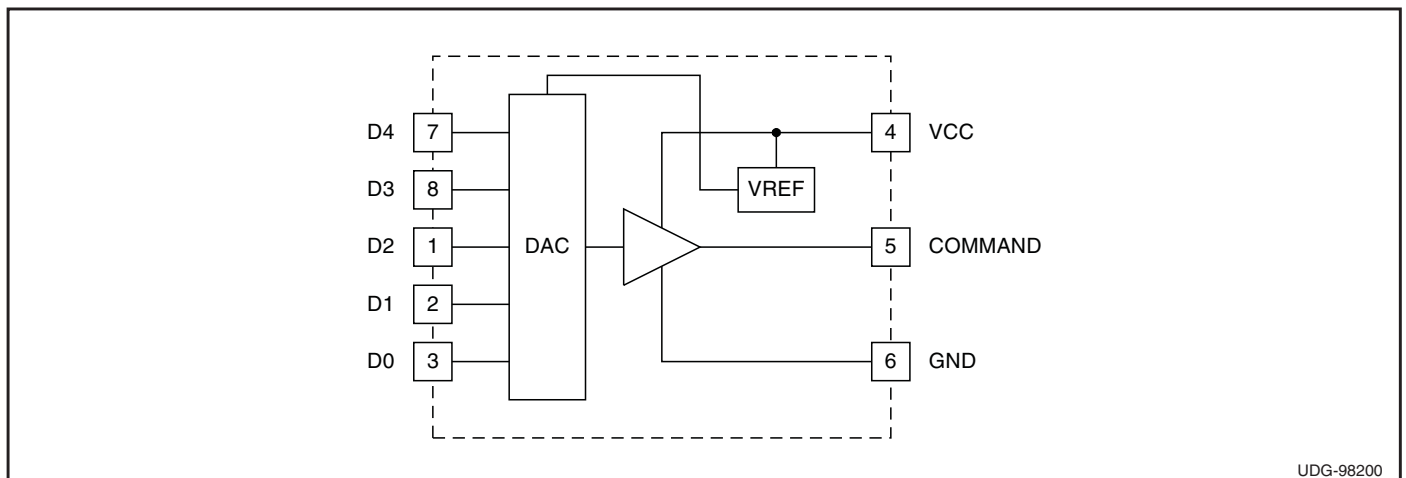 D4 7
D3 8
D2 1
D1 2
D0 3
DAC
VREF
4 VCC
5 COMMAND
6 GND
UDG-98200